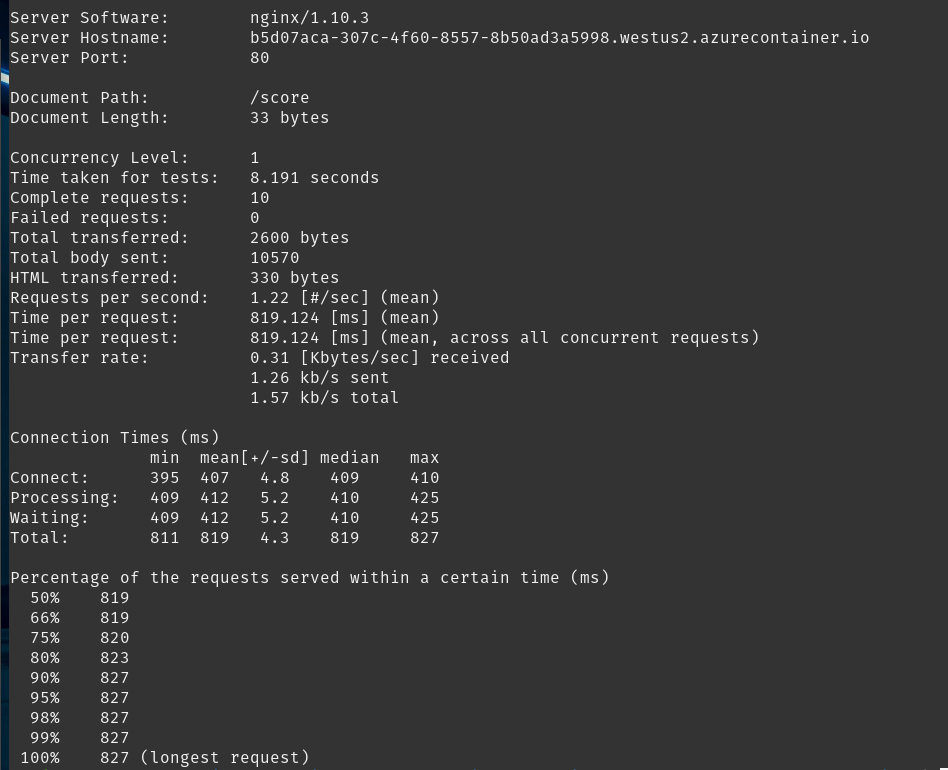 Server Software:        nginx/1.10.3
Server Hostname:        b5d07aca-307c-4f60-8557-8b50ad3a5998.westus2.azurecontainer.io
Server Port:            80

Document Path:          /score
Document Length:        33 bytes

Concurrency Level:      1
Time taken for tests:   8.191 seconds
Complete requests:      10
Failed requests:        0
Total transferred:      2600 bytes
Total body sent:        10570
HTML transferred:       330 bytes
Requests per second:    1.22 [#/sec] (mean)
Time per request:       819.124 [ms] (mean)
Time per request:       819.124 [ms] (mean, across all concurrent requests)
Transfer rate:          0.31 [Kbytes/sec] received
                        1.26 kb/s sent
                        1.57 kb/s total

Connection Times (ms)
              min  mean[+/-sd] median   max
Connect:      395  407   4.8    409     410
Processing:   409  412   5.2    410     425
Waiting:      409  412   5.2    410     425
Total:        811  819   4.3    819     827

Percentage of the requests served within a certain time (ms)
  50%    819
  66%    819
  75%    820
  80%    823
  90%    827
  95%    827
  98%    827
  99%    827
 100%    827 (longest request)